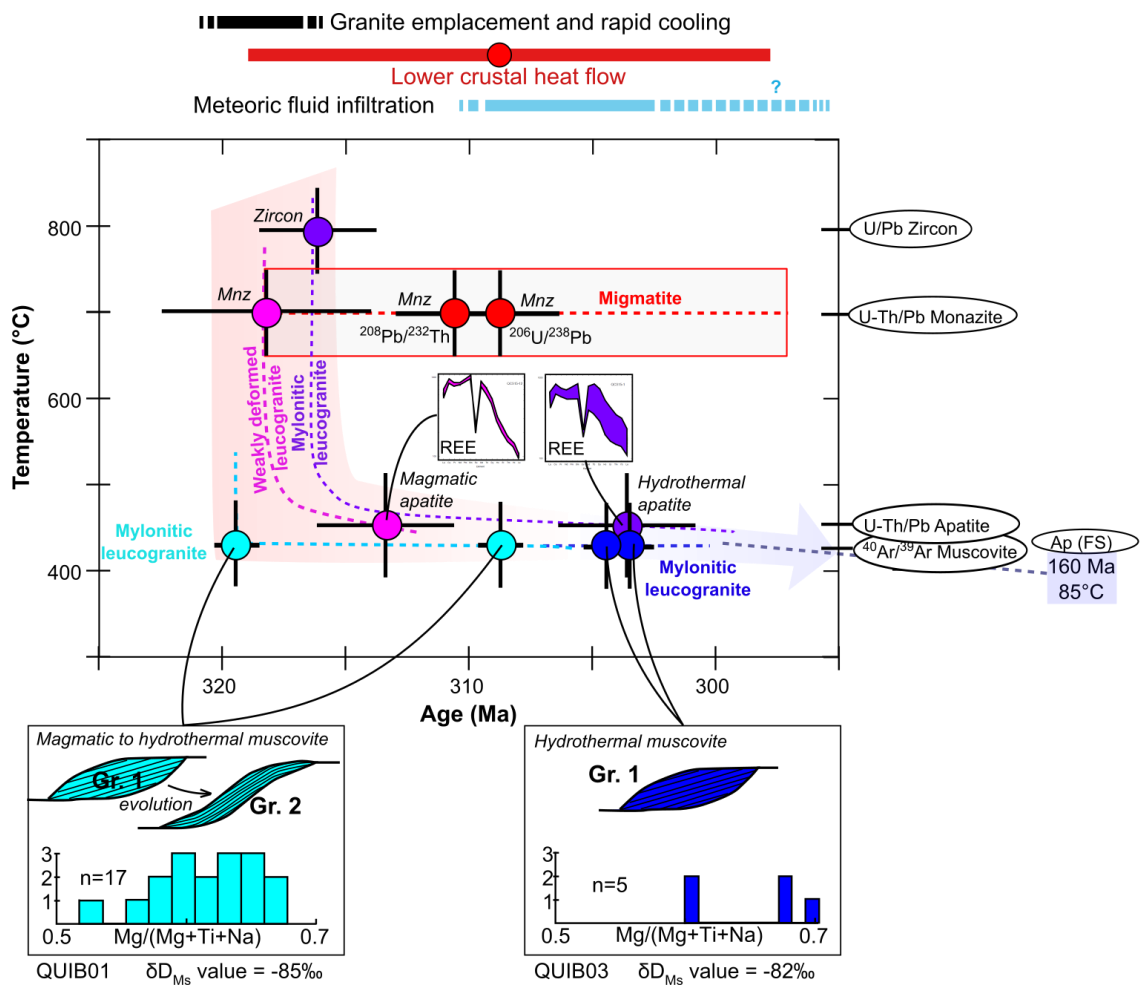 Granite emplacement and rapid cooling
Lower crustal heat flow
Meteoric fluid infiltration
?
Temperature (°C)
800
600
400
Zircon
Mnz
Mnz
Mnz
Migmatite
208Pb/232Th
206U/238Pb
Weakly deformed
leucogranite
Mylonitic
leucogranite
REE
REE
Magmatic
apatite
Hydrothermal
apatite
Mylonitic
leucogranite
Mylonitic
leucogranite
U/Pb Zircon
U-Th/Pb Monazite
U-Th/Pb Apatite
40Ar/39Ar Muscovite
Ap (FS)
160 Ma
85°C
320
310
300
Age (Ma)
Magmatic to hydrothermal muscovite
Gr. 1
evolution
Gr. 2
3
2
1
n=17
0.5
Mg/(Mg+Ti+Na)
0.7
QUIB01 δDMs value = -85‰
Hydrothermal muscovite
Gr. 1
3
2
1
n=5
0.5
Mg/(Mg+Ti+Na)
0.7
QUIB03 δDMs value = -82‰